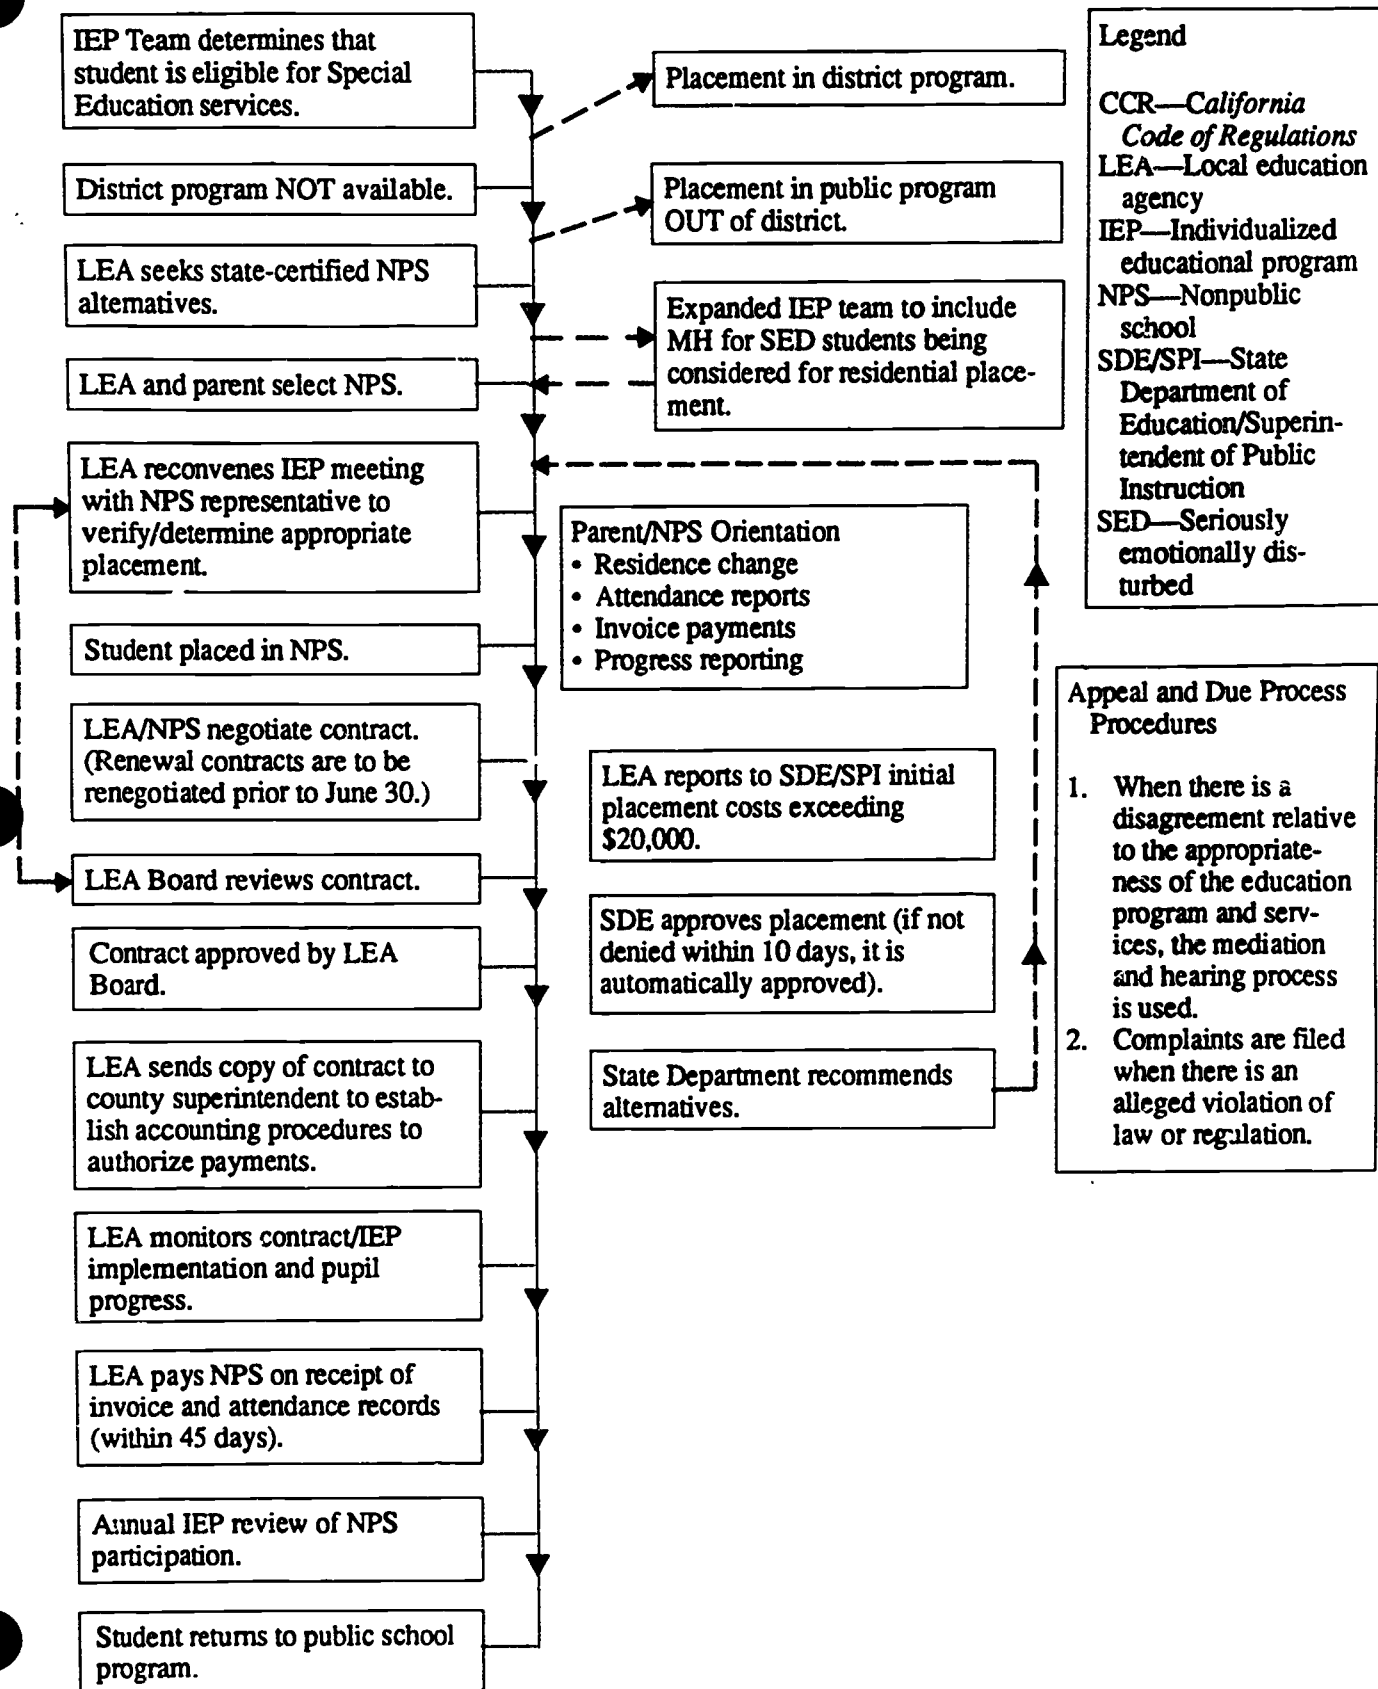 IEP Team determines that
student is eligible for Special
Education services.
Placement in district program.
District program NOT available.
Placement in public program
OUT of district.
LEA seeks state-certified NPS
alternatives.
Expanded IEP team to include
MH for SED students being
considered for residential place-
ment.
LEA and parent select NPS.
LEA reconvenes IEP meeting
with NPS representative to
verify/determine appropriate
placement.
Parent/NPS Orientation
• Residence change
• Attendance reports
• Invoice payments
• Progress reporting
Student placed in NPS.
LEA/NPS negotiate contract.
(Renewal contracts are to be
renegotiated prior to June 30.)
LEA reports to SDE/SPI initial
placement costs exceeding
$20,000.
LEA Board reviews contract.
SDE approves placement (if not
denied within 10 days, it is
automatically approved).
Contract approved by LEA
Board.
State Department recommends
alternatives.
LEA sends copy of contract to
county superintendent to estab-
lish accounting procedures to
authorize payments.
LEA monitors contract/IEP
implementation and pupil
progress.
LEA pays NPS on receipt of
invoice and attendance records
(within 45 days).
Annual IEP review of NPS
participation.
Student returns to public school
program.
Legend
CCR—California
Code of Regulations
LEA—Local education
agency
IEP—Individualized
educational program
NPS—Nonpublic
school
SDE/SPI—State
Department of
Education/Superin-
tendent of Public
Instruction
SED—Seriously
emotionally dis-
turbed
Appeal and Due Process
Procedures
1. When there is a
disagreement relative
to the appropriate-
ness of the education
program and serv-
ices, the mediation
and hearing process
is used.
2. Complaints are filed
when there is an
alleged violation of
law or regulation.